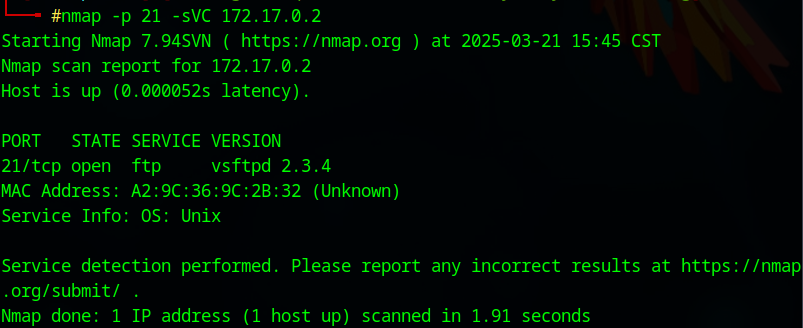 #nmap -p 21 -sVC 172.17.0.2
Starting Nmap 7.94SVN ( https://nmap.org ) at 2025-03-21 15:45 CST
Nmap scan report for 172.17.0.2
Host is up (0.000052s latency).
PORT   STATE SERVICE VERSION
21/tcp open  ftp     vsftpd 2.3.4
MAC Address: A2:9C:36:9C:2B:32 (Unknown)
Service Info: OS: Unix
Service detection performed. Please report any incorrect results at https://nmap
.org/submit/ .
Nmap done: 1 IP address (1 host up) scanned in 1.91 seconds